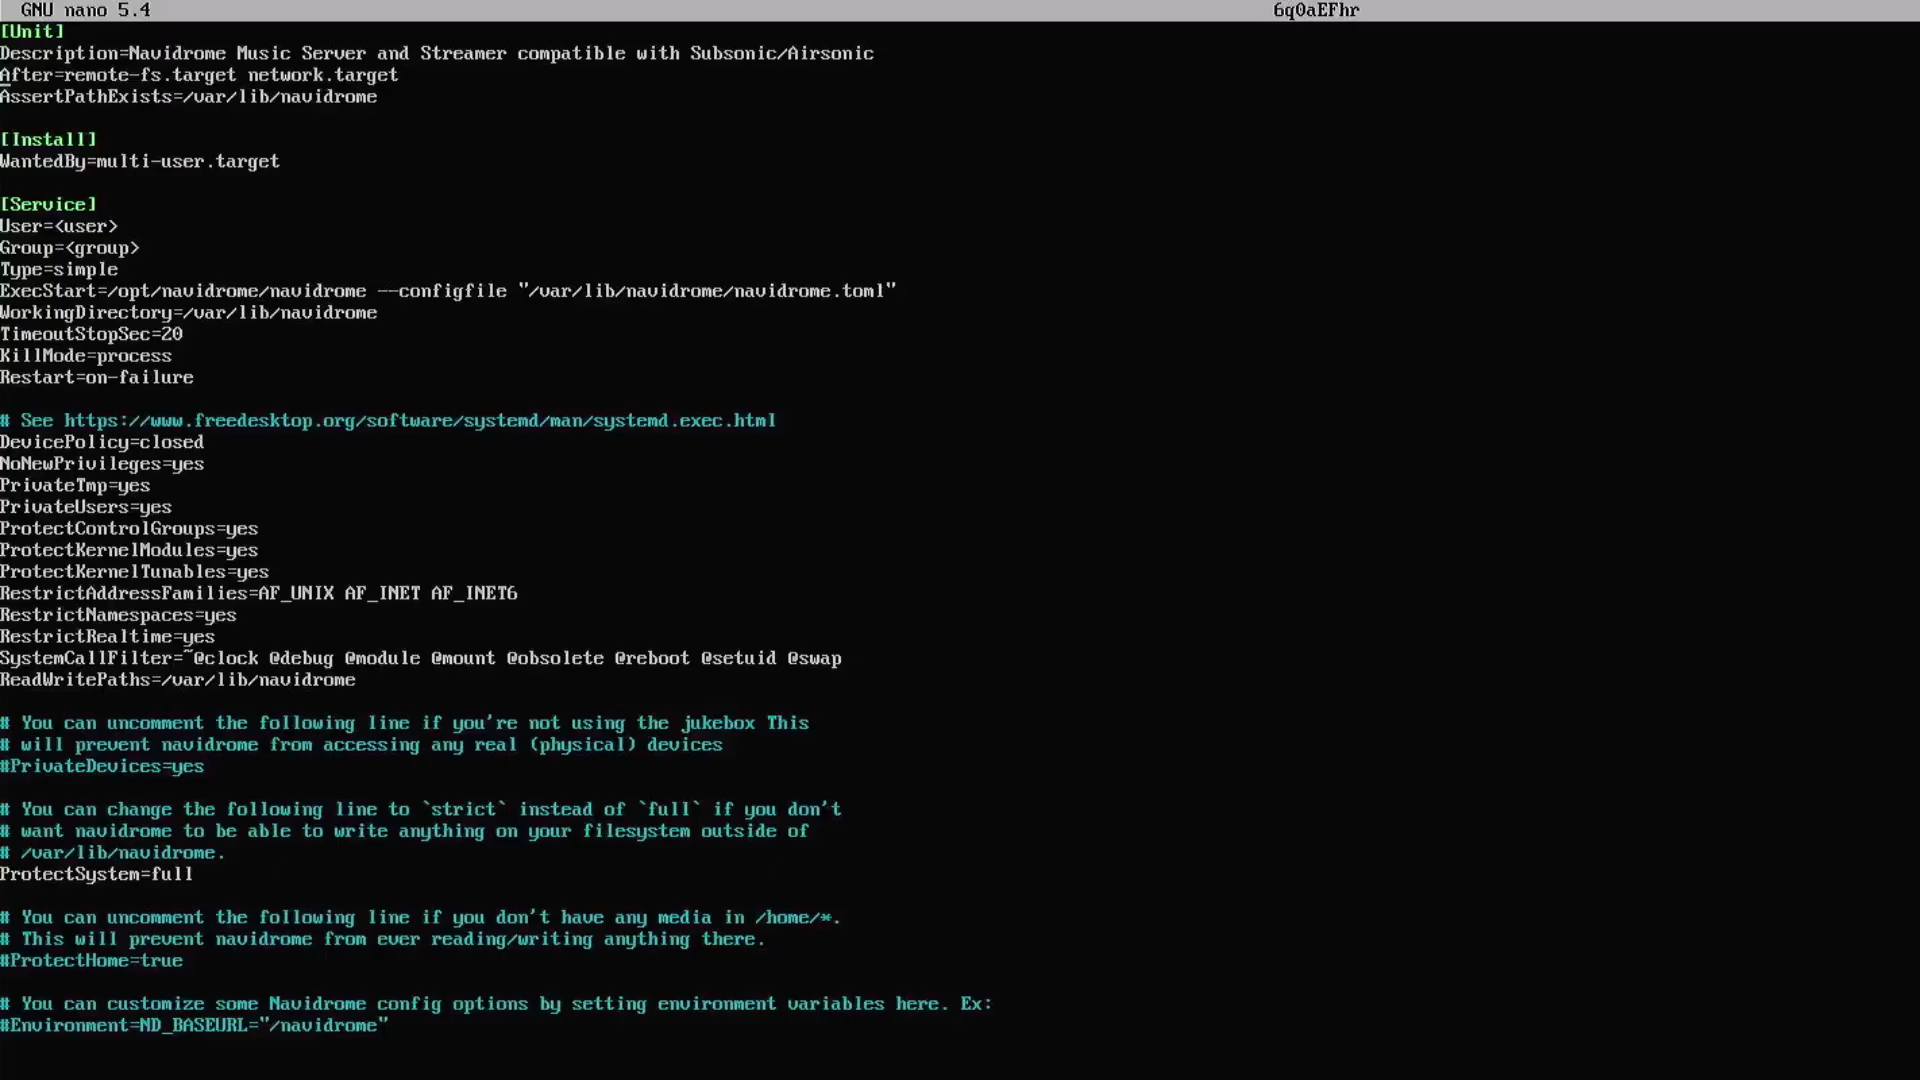 GNU nano 5.4 6q0aEFhr
[Unit]
Description=Navidrome Music Server and Streamer compatible with Subsonic/Airsonic
After=remote-fs.target network.target
AssertPathExists=/var/lib/navidrome
[Install]
WantedBy=multi-user.target
[Service]
User=<user>
Group=<group>
Type=simple
ExecStart=/opt/navidrome/navidrome --configfile "/var/lib/navidrome/navidrome.toml"
WorkingDirectory=/var/lib/navidrome
TimeoutStopSec=20
KillMode=process
Restart=on-failure
# See https://www.freedesktop.org/software/systemd/man/systemd.exec.html
DevicePolicy=closed
NoNewPrivileges=yes
PrivateTmp=yes
PrivateUsers=yes
ProtectControlGroups=yes
ProtectKernelModules=yes
ProtectKernelTunables=yes
RestrictAddressFamilies=AF_UNIX AF_INET AF_INET6
RestrictNamespaces=yes
RestrictRealtime=yes
SystemCallFilter=~@clock @debug @module @mount @obsolete @reboot @setuid @swap
ReadWritePaths=/var/lib/navidrome
# You can uncomment the following line if you're not using the jukebox This
# will prevent navidrome from accessing any real (physical) devices
#PrivateDevices=yes
# You can change the following line to `strict` instead of `full` if you don't
# want navidrome to be able to write anything on your filesystem outside of
# /var/lib/navidrome.
ProtectSystem=full
# You can uncomment the following line if you don't have any media in /home/*.
# This will prevent navidrome from ever reading/writing anything there.
#ProtectHome=true
# You can customize some Navidrome config options by setting environment variables here. Ex:
#Environment=ND_BASEURL="/navidrome"